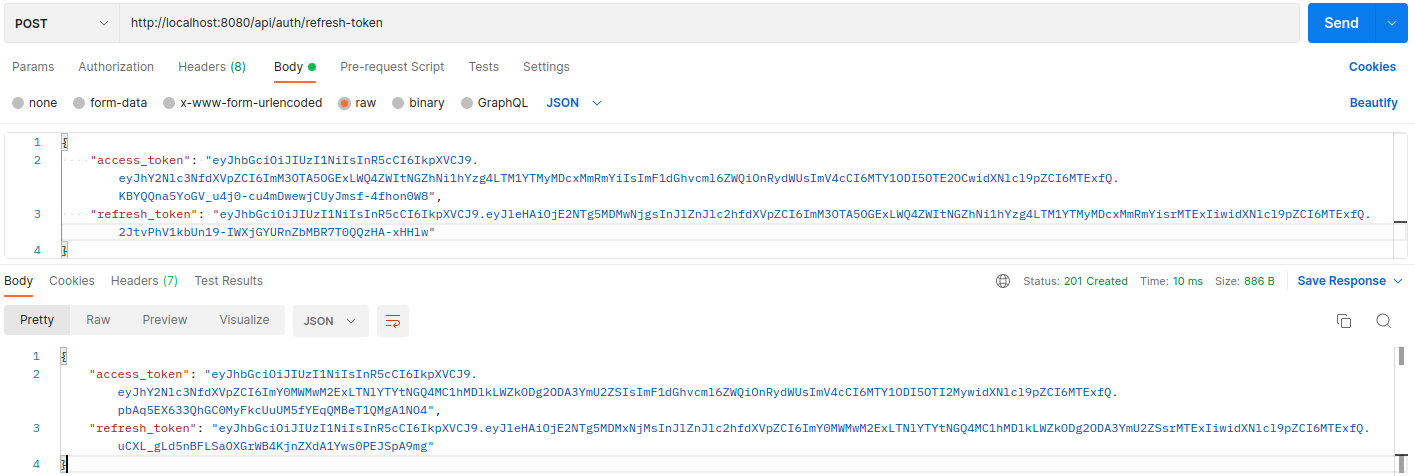 POST http://localhost:8080/api/auth/refresh-token Send
Params Authorization Headers (8) Body Pre-request Script Tests Settings Cookies
none form-data x-www-form-urlencoded raw binary GraphQL JSON Beautify
1 {
2 "access_token": "eyJhbGciOiJIUzI1NiIsInR5cCI6IkpXVCJ9.
eyJhY2Nlc3NfdXVpZCI6ImM3OTA5OGExLWQ4ZWItNGZhNi1hYzg4LTM1YTMyMDcxMmRmYiIsImF1dGhvcml6ZWQiOnRydWUsImV4cCI6MTY1ODI5OTE2OCwidXNlcl9pZCI6MTExfQ.
KBYQQna5YoGV_u4j0-cu4mDwewjCUyJmsf-4fhon0W8",
3 "refresh_token": "eyJhbGciOiJIUzI1NiIsInR5cCI6IkpXVCJ9.eyJleHAiOjE2NTg5MDMwNjgsInJlZnJlc2hfdXVpZCI6ImM3OTA5OGExLWQ4ZWItNGZhNi1hYzg4LTM1YTMyMDcxMmRmYisrMTExIiwidXNlcl9pZCI6MTExfQ.
2JtvPhV1kbUn19-IWXjGYURnZbMBR7T0QQzHA-xHHlw"
4 }
Body Cookies Headers (7) Test Results Status: 201 Created Time: 10 ms Size: 886 B Save Response
Pretty Raw Preview Visualize JSON
1 {
2 "access_token": "eyJhbGciOiJIUzI1NiIsInR5cCI6IkpXVCJ9.
eyJhY2Nlc3NfdXVpZCI6ImY0MWMwM2ExLTNlYTYtNGQ4MC1hMDlkLWZkODg2ODA3YmU2ZSIsImF1dGhvcml6ZWQiOnRydWUsImV4cCI6MTY1ODI5OTI2MywidXNlcl9pZCI6MTExfQ.
pbAq5EX633QhGC0MyFkcUuUM5fYEqQMBeT1QMgA1NO4",
3 "refresh_token": "eyJhbGciOiJIUzI1NiIsInR5cCI6IkpXVCJ9.eyJleHAiOjE2NTg5MDMxNjMsInJlZnJlc2hfdXVpZCI6ImY0MWMwM2ExLTNlYTYtNGQ4MC1hMDlkLWZkODg2ODA3YmU2ZSsrMTExIiwidXNlcl9pZCI6MTExfQ.
uCXL_gLd5nBFLSaOXGrWB4KjnZXdA1Yws0PEJSpA9mg"
4 }